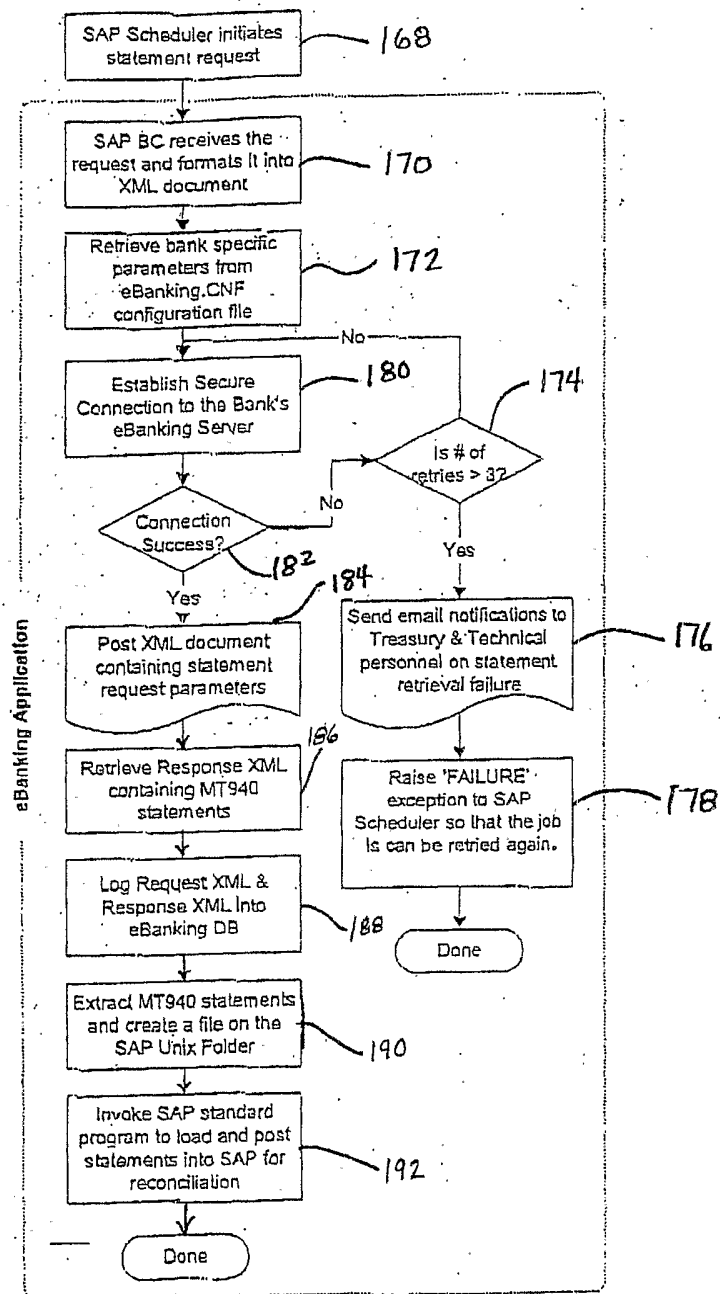 SAP Scheduler initiates
statement request
168
SAP BC receives the
request and formats it into
XML document
170
Retrieve bank specific
parameters from
eBanking.CNF
configuration file
172
No
Establish Secure
Connection to the Bank's
eBanking Server
180
174
Is # of
retries > 3?
No
Connection
Success?
182
Yes
Yes
184
Post XML document
containing statement
request parameters
Send email notifications to
Treasury & Technical
personnel on statement
retrieval failure
176
186
Retrieve Response XML
containing MT940
statements
Raise 'FAILURE'
exception to SAP
Scheduler so that the job
is can be retried again.
178
eBanking Application
Log Request XML &
Response XML into
eBanking DB
188
Done
Extract MT940 statements
and create a file on the
SAP Unix Folder
190
Invoke SAP standard
program to load and post
statements into SAP for
reconciliation
192
Done